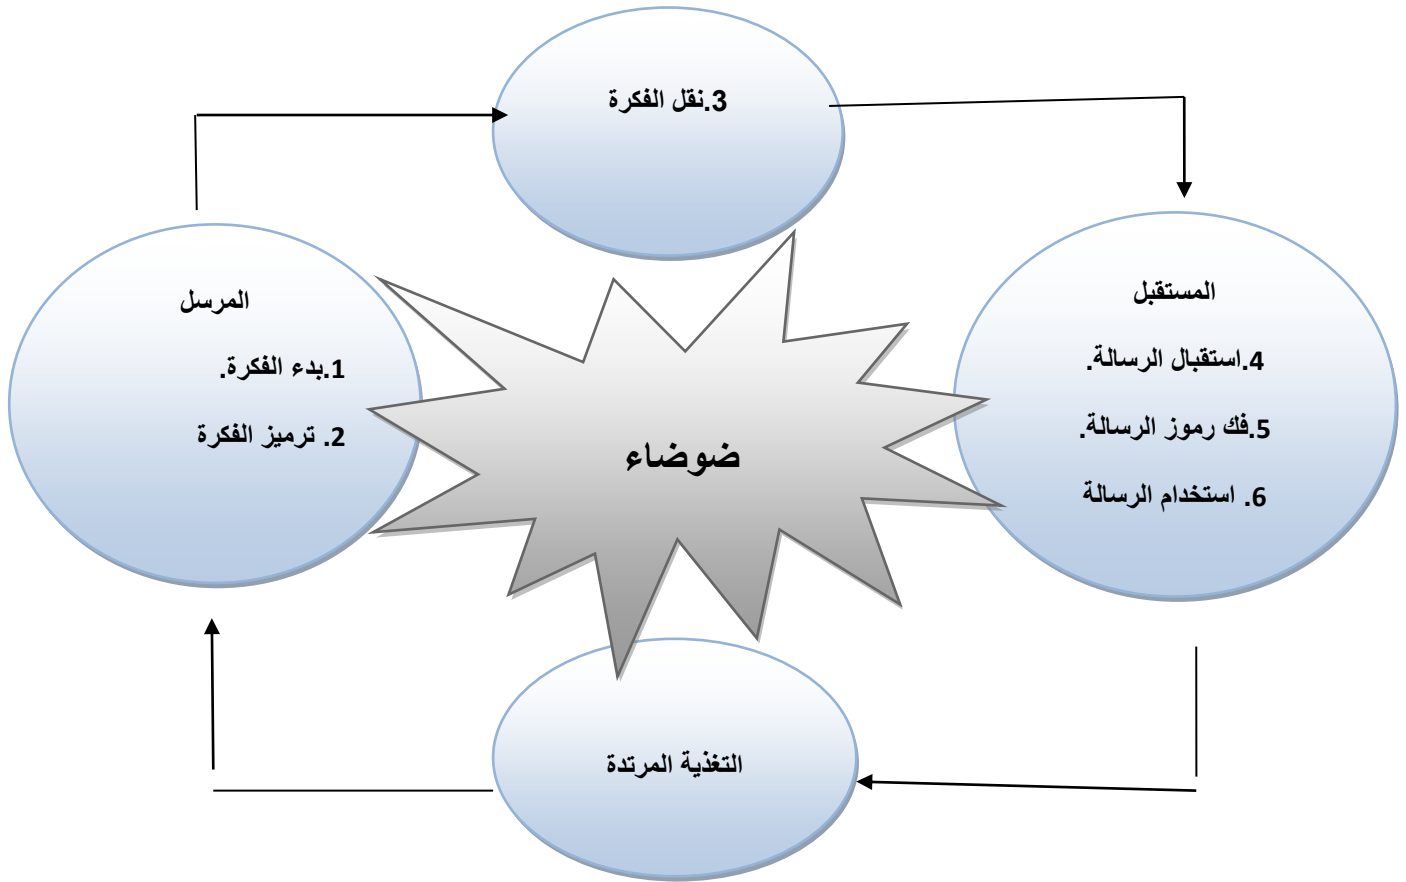 3.نقل الفكرة
المرسل
1.بدء الفكرة.
2. ترميز الفكرة
المستقبل
4.استقبال الرسالة.
5.فك رموز الرسالة.
6. استخدام الرسالة
ضوضاء
التغذية المرتدة